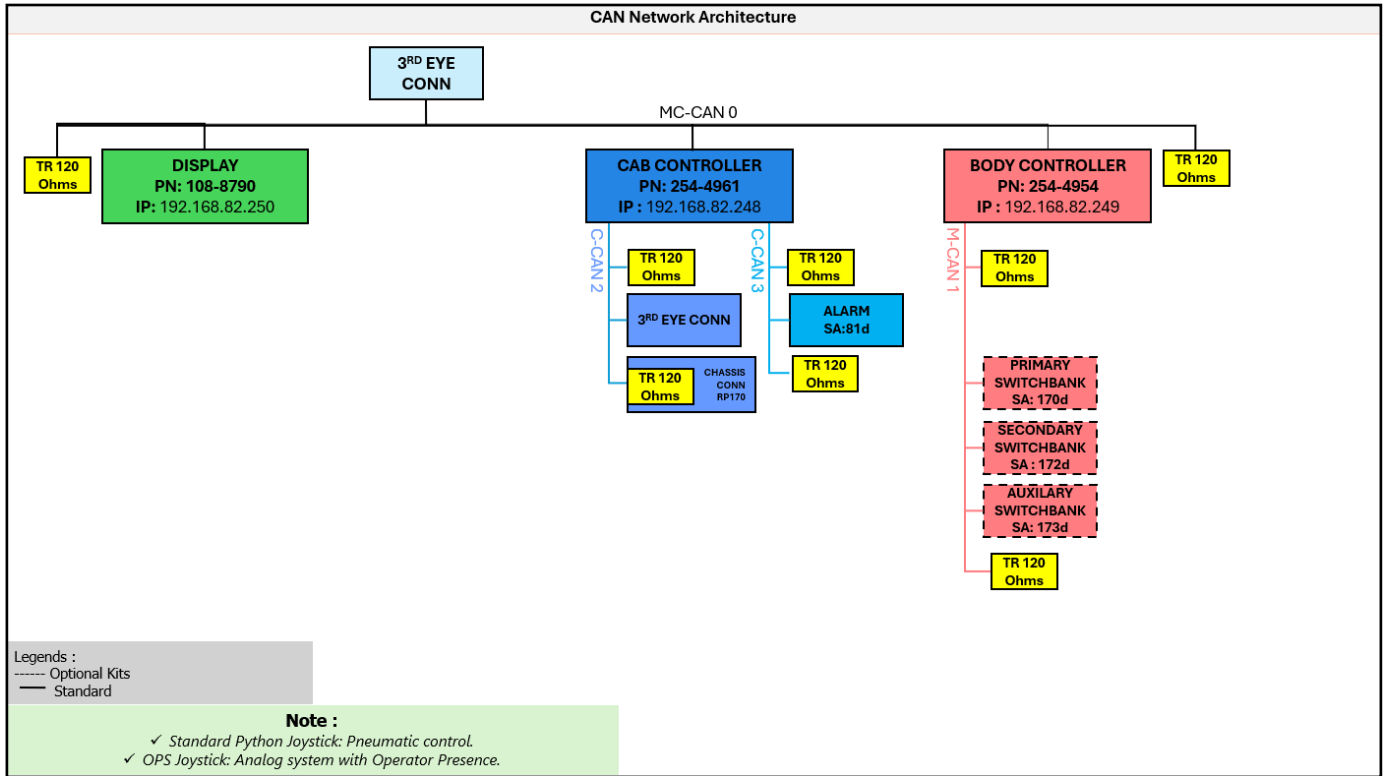 CAN Network Architecture
3RD EYE
CONN
MC-CAN 0
TR 120
Ohms
DISPLAY
PN: 108-8790
IP: 192.168.82.250
CAB CONTROLLER
PN: 254-4961
IP : 192.168.82.248
BODY CONTROLLER
PN: 254-4954
IP : 192.168.82.249
TR 120
Ohms
C-CAN 2
TR 120
Ohms
3RD EYE CONN
TR 120
Ohms
CHASSIS
CONN
RP170
C-CAN 3
TR 120
Ohms
ALARM
SA:81d
TR 120
Ohms
M-CAN 1
TR 120
Ohms
PRIMARY
SWITCHBANK
SA: 170d
SECONDARY
SWITCHBANK
SA : 172d
AUXILARY
SWITCHBANK
SA: 173d
TR 120
Ohms
Legends :
------ Optional Kits
Standard
Note :
✓ Standard Python Joystick: Pneumatic control.
✓ OPS Joystick: Analog system with Operator Presence.